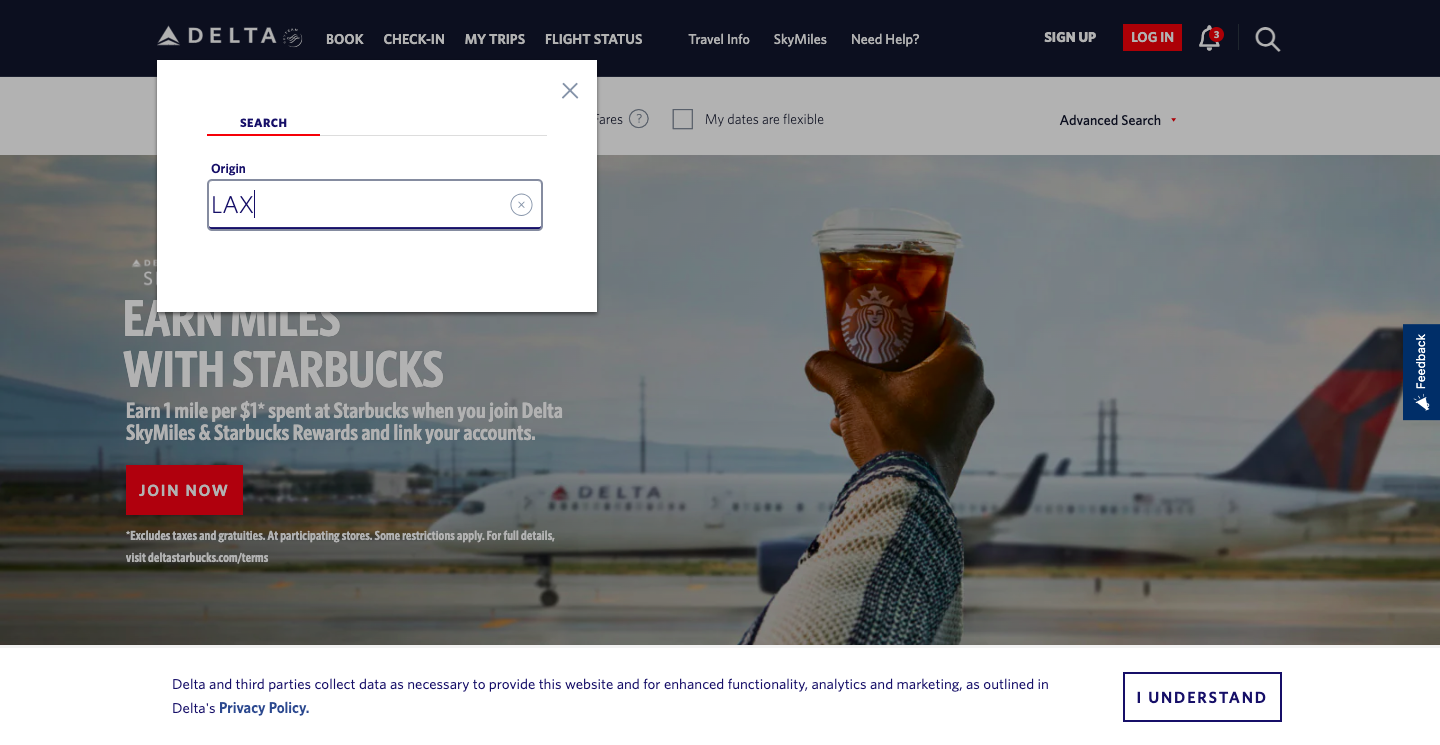 DELTA
BOOK
CHECK-IN
MY TRIPS
FLIGHT STATUS
Travel Info
SkyMiles
Need Help?
SIGN UP
LOG IN
3
Fares ?
My dates are flexible
Advanced Search
SEARCH
Origin
LAX
EARN MILES
WITH STARBUCKS
Earn 1 mile per $1* spent at Starbucks when you join Delta
SkyMiles & Starbucks Rewards and link your accounts.
JOIN NOW
*Excludes taxes and gratuities. At participating stores. Some restrictions apply. For full details,
visit deltastarbucks.com/terms
DELTA
Feedback
Delta and third parties collect data as necessary to provide this website and for enhanced functionality, analytics and marketing, as outlined in
Delta's Privacy Policy.
I UNDERSTAND